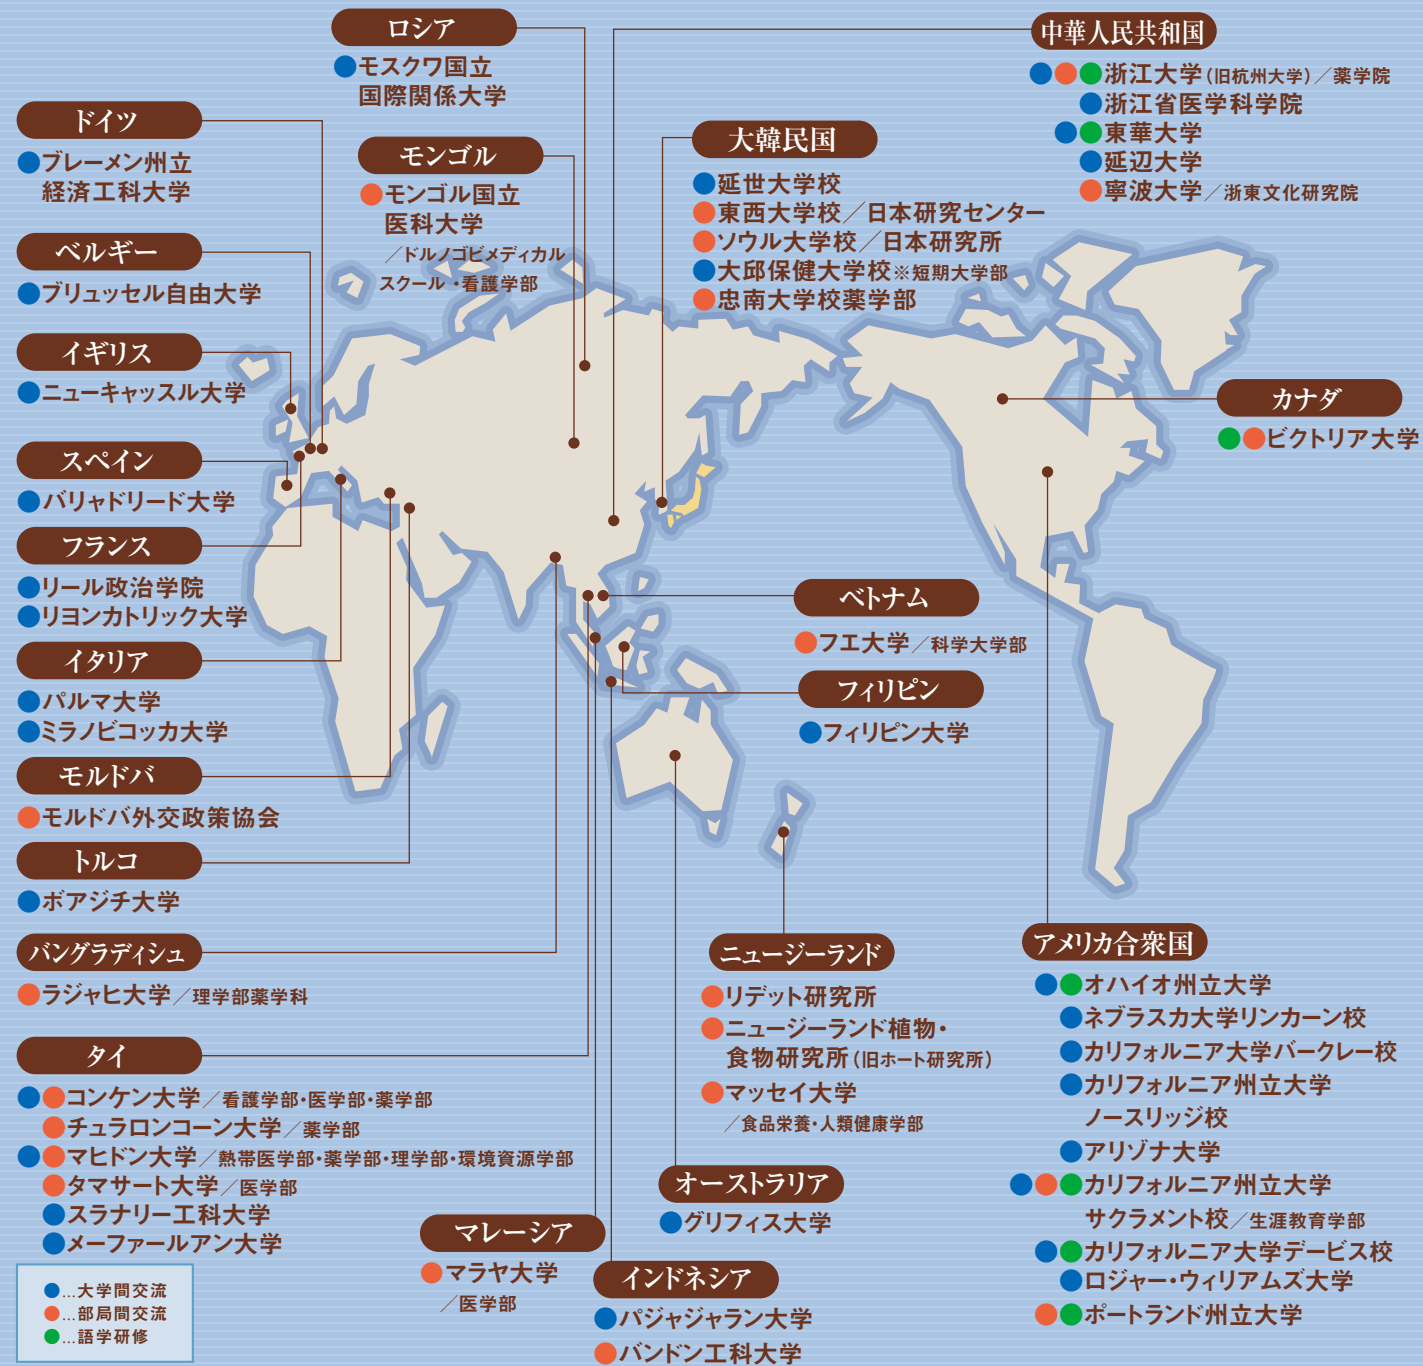 ロシア
モスクワ国立
国際関係大学
ドイツ
ブレーメン州立
経済工科大学
モンゴル
モンゴル国立
医科大学
／ドルノゴビメディカル
スクール・看護学部
ベルギー
ブリュッセル自由大学
イギリス
ニューキャッスル大学
スペイン
バリャドリード大学
フランス
リール政治学院
リヨンカトリック大学
イタリア
パルマ大学
ミラノビコッカ大学
モルドバ
モルドバ外交政策協会
トルコ
ボアジチ大学
バングラディシュ
ラジャヒ大学／理学部薬学科
タイ
コンケン大学／看護学部・医学部・薬学部
チュラロンコーン大学／薬学部
マヒドン大学／熱帯医学部・薬学部・理学部・環境資源学部
タマサート大学／医学部
スラナリー工科大学
メーファールアン大学
…大学間交流
…部局間交流
…語学研修
中華人民共和国
浙江大学（旧杭州大学）／薬学院
浙江省医学科学院
東華大学
延辺大学
寧波大学／浙東文化研究院
大韓民国
延世大学校
東西大学校／日本研究センター
ソウル大学校／日本研究所
大邱保健大学校※短期大学部
忠南大学校薬学部
カナダ
ビクトリア大学
ベトナム
フエ大学／科学大学部
フィリピン
フィリピン大学
ニュージーランド
リデット研究所
ニュージーランド植物・
食物研究所（旧ホート研究所）
マッセイ大学
／食品栄養・人類健康学部
オーストラリア
グリフィス大学
マレーシア
マラヤ大学
／医学部
インドネシア
パジャジャラン大学
バンドン工科大学
アメリカ合衆国
オハイオ州立大学
ネブラスカ大学リンカーン校
カリフォルニア大学バークレー校
カリフォルニア州立大学
ノースリッジ校
アリゾナ大学
カリフォルニア州立大学
サクラメント校／生涯教育学部
カリフォルニア大学デービス校
ロジャー・ウィリアムズ大学
ポートランド州立大学